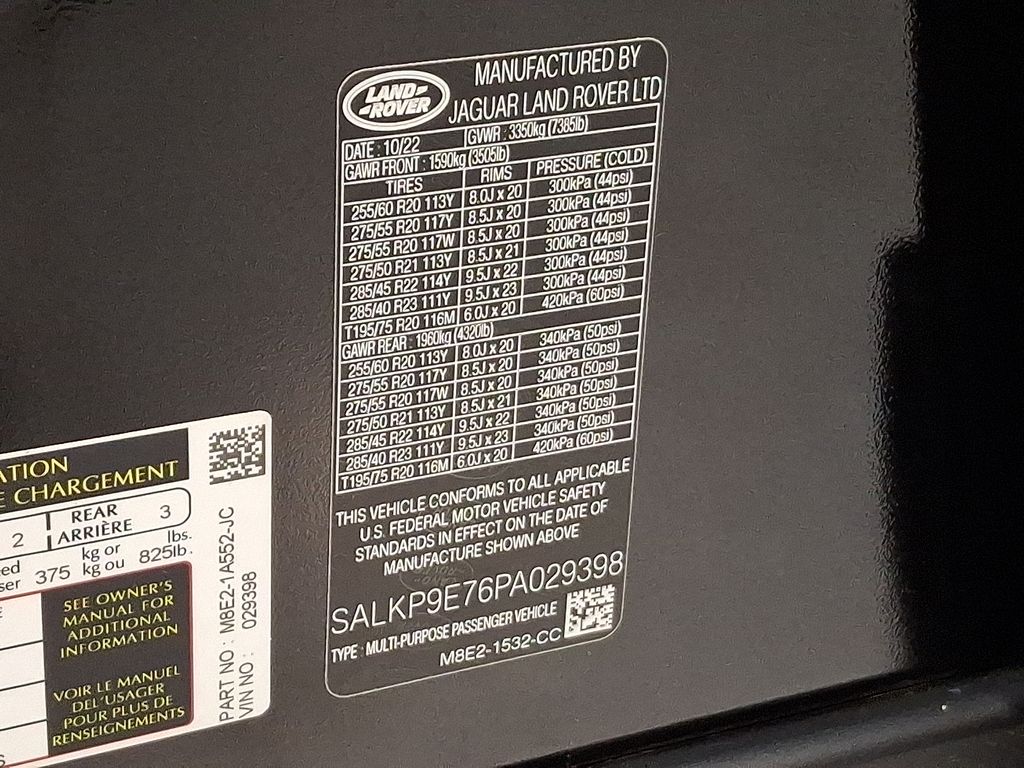 LAND-
-ROVER
MANUFACTURED BY
JAGUAR LAND ROVER LTD
DATE : 10/22 GVWR : 3350kg (7385lb)
GAWR FRONT : 1590kg (3505lb)
TIRES RIMS PRESSURE (COLD)
255/60 R20 113Y 8.0J x 20 300kPa (44psi)
275/55 R20 117Y 8.5J x 20 300kPa (44psi)
275/55 R20 117W 8.5J x 20 300kPa (44psi)
275/50 R21 113Y 8.5J x 21 300kPa (44psi)
285/45 R22 114Y 9.5J x 22 300kPa (44psi)
285/40 R23 111Y 9.5J x 23 300kPa (44psi)
T195/75 R20 116M 6.0J x 20 420kPa (60psi)
GAWR REAR : 1960kg (4320lb)
255/60 R20 113Y 8.0J x 20 340kPa (50psi)
275/55 R20 117Y 8.5J x 20 340kPa (50psi)
275/55 R20 117W 8.5J x 20 340kPa (50psi)
275/50 R21 113Y 8.5J x 21 340kPa (50psi)
285/45 R22 114Y 9.5J x 22 340kPa (50psi)
285/40 R23 111Y 9.5J x 23 340kPa (50psi)
T195/75 R20 116M 6.0J x 20 420kPa (60psi)
THIS VEHICLE CONFORMS TO ALL APPLICABLE
U.S. FEDERAL MOTOR VEHICLE SAFETY
STANDARDS IN EFFECT ON THE DATE OF
MANUFACTURE SHOWN ABOVE
SALKP9E76PA029398
TYPE : MULTI-PURPOSE PASSENGER VEHICLE
M8E2-1532-CC
ATION
E CHARGEMENT
2 REAR 3
ARRIÈRE
eed kg or lbs.
ser 375 kg ou 825lb.
SEE OWNER'S
MANUAL FOR
ADDITIONAL
INFORMATION
VOIR LE MANUEL
DEL'USAGER
POUR PLUS DE
RENSEIGNEMENTS
PART NO : M8E2-1A552-JC
VIN NO : 029398